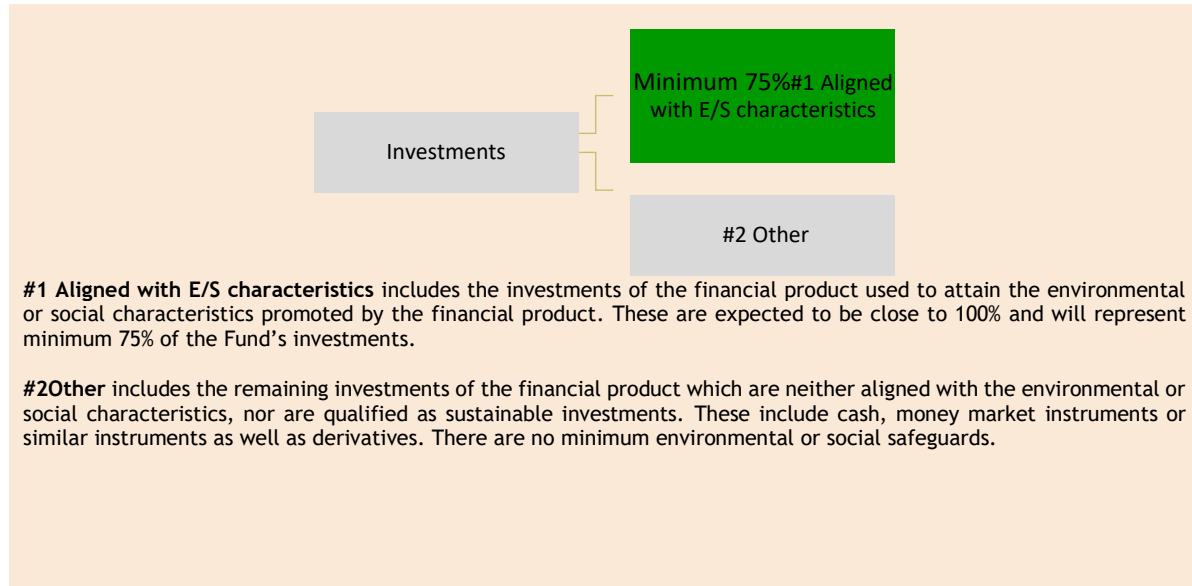 Minimum 75%#1 Aligned
with E/S characteristics
Investments
#2 Other
#1 Aligned with E/S characteristics includes the investments of the financial product used to attain the environmental
or social characteristics promoted by the financial product. These are expected to be close to 100% and will represent
minimum 75% of the Fund’s investments.
#2Other includes the remaining investments of the financial product which are neither aligned with the environmental or
social characteristics, nor are qualified as sustainable investments. These include cash, money market instruments or
similar instruments as well as derivatives. There are no minimum environmental or social safeguards.